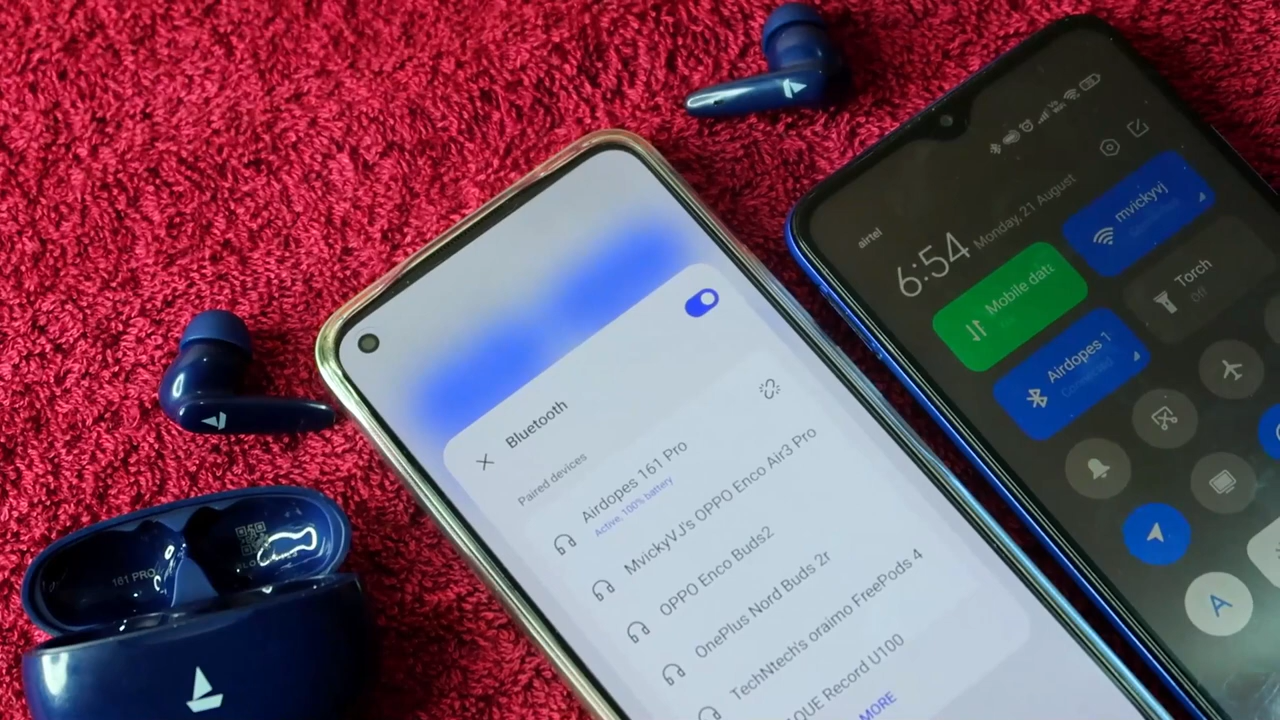 Bluetooth
Paired devices
Airdopes 161 Pro
Active, 100% battery
MvickyVJ's OPPO Enco Air3 Pro
OPPO Enco Buds2
OnePlus Nord Buds 2r
TechNtech's oraimo FreePods 4
QUE Record U100
MORE
airtel
6:54 Monday, 21 August
Mobile data
mvickyvj
Airdopes 1
Connected
Torch
Off
A
161 PRO